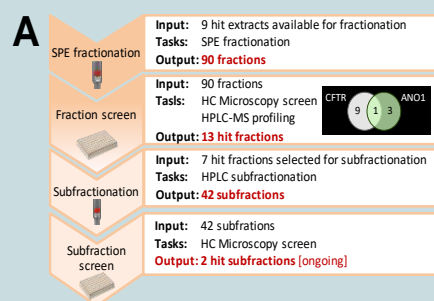 A
SPE fractionation
Input: 9 hit extracts available for fractionation
Tasks: SPE fractionation
Output: 90 fractions
Fraction screen
Input: 90 fractions
Tasls: HC Microscopy screen
HPLC-MS profiling
Output: 13 hit fractions
CFTR
ANO1
9 1 3
Subfractionation
Input: 7 hit fractions selected for subfractionation
Tasks: HPLC subfractionation
Output: 42 subfractions
Subfraction
screen
Input: 42 subfrations
Tasks: HC Microscopy screen
Output: 2 hit subfractions [ongoing]